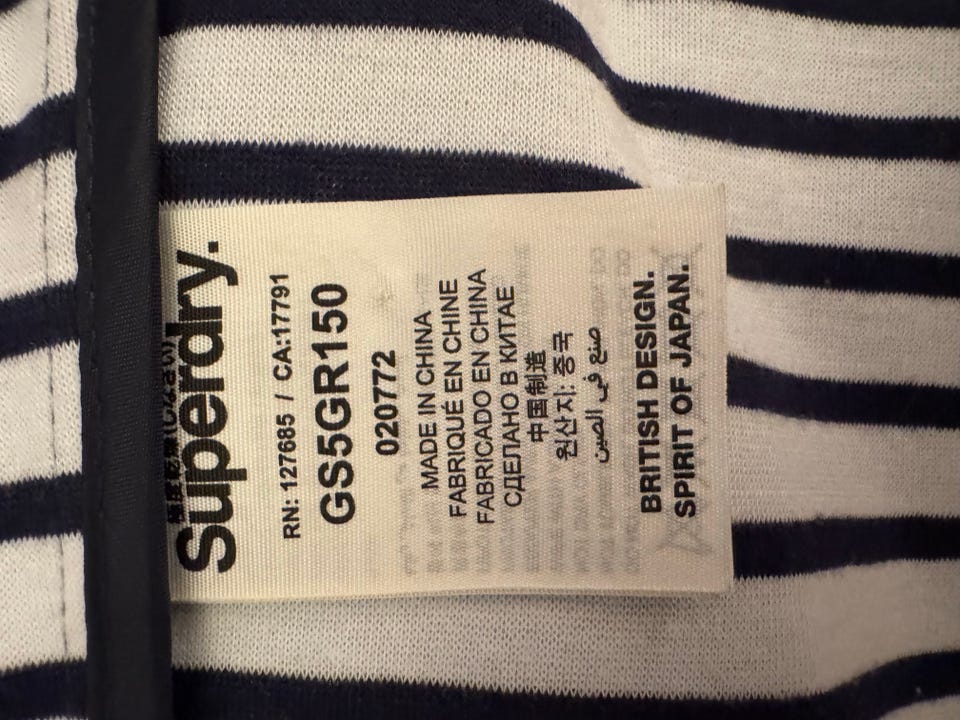 Superdry.
RN: 127685 / CA:17791
GS5GR150
020772
MADE IN CHINA
FABRIQUÉ EN CHINE
FABRICADO EN CHINA
СДЕЛАНО В КИТАЕ
中国制造
원산지: 중국
صنع في الصين
BRITISH DESIGN.
SPIRIT OF JAPAN.